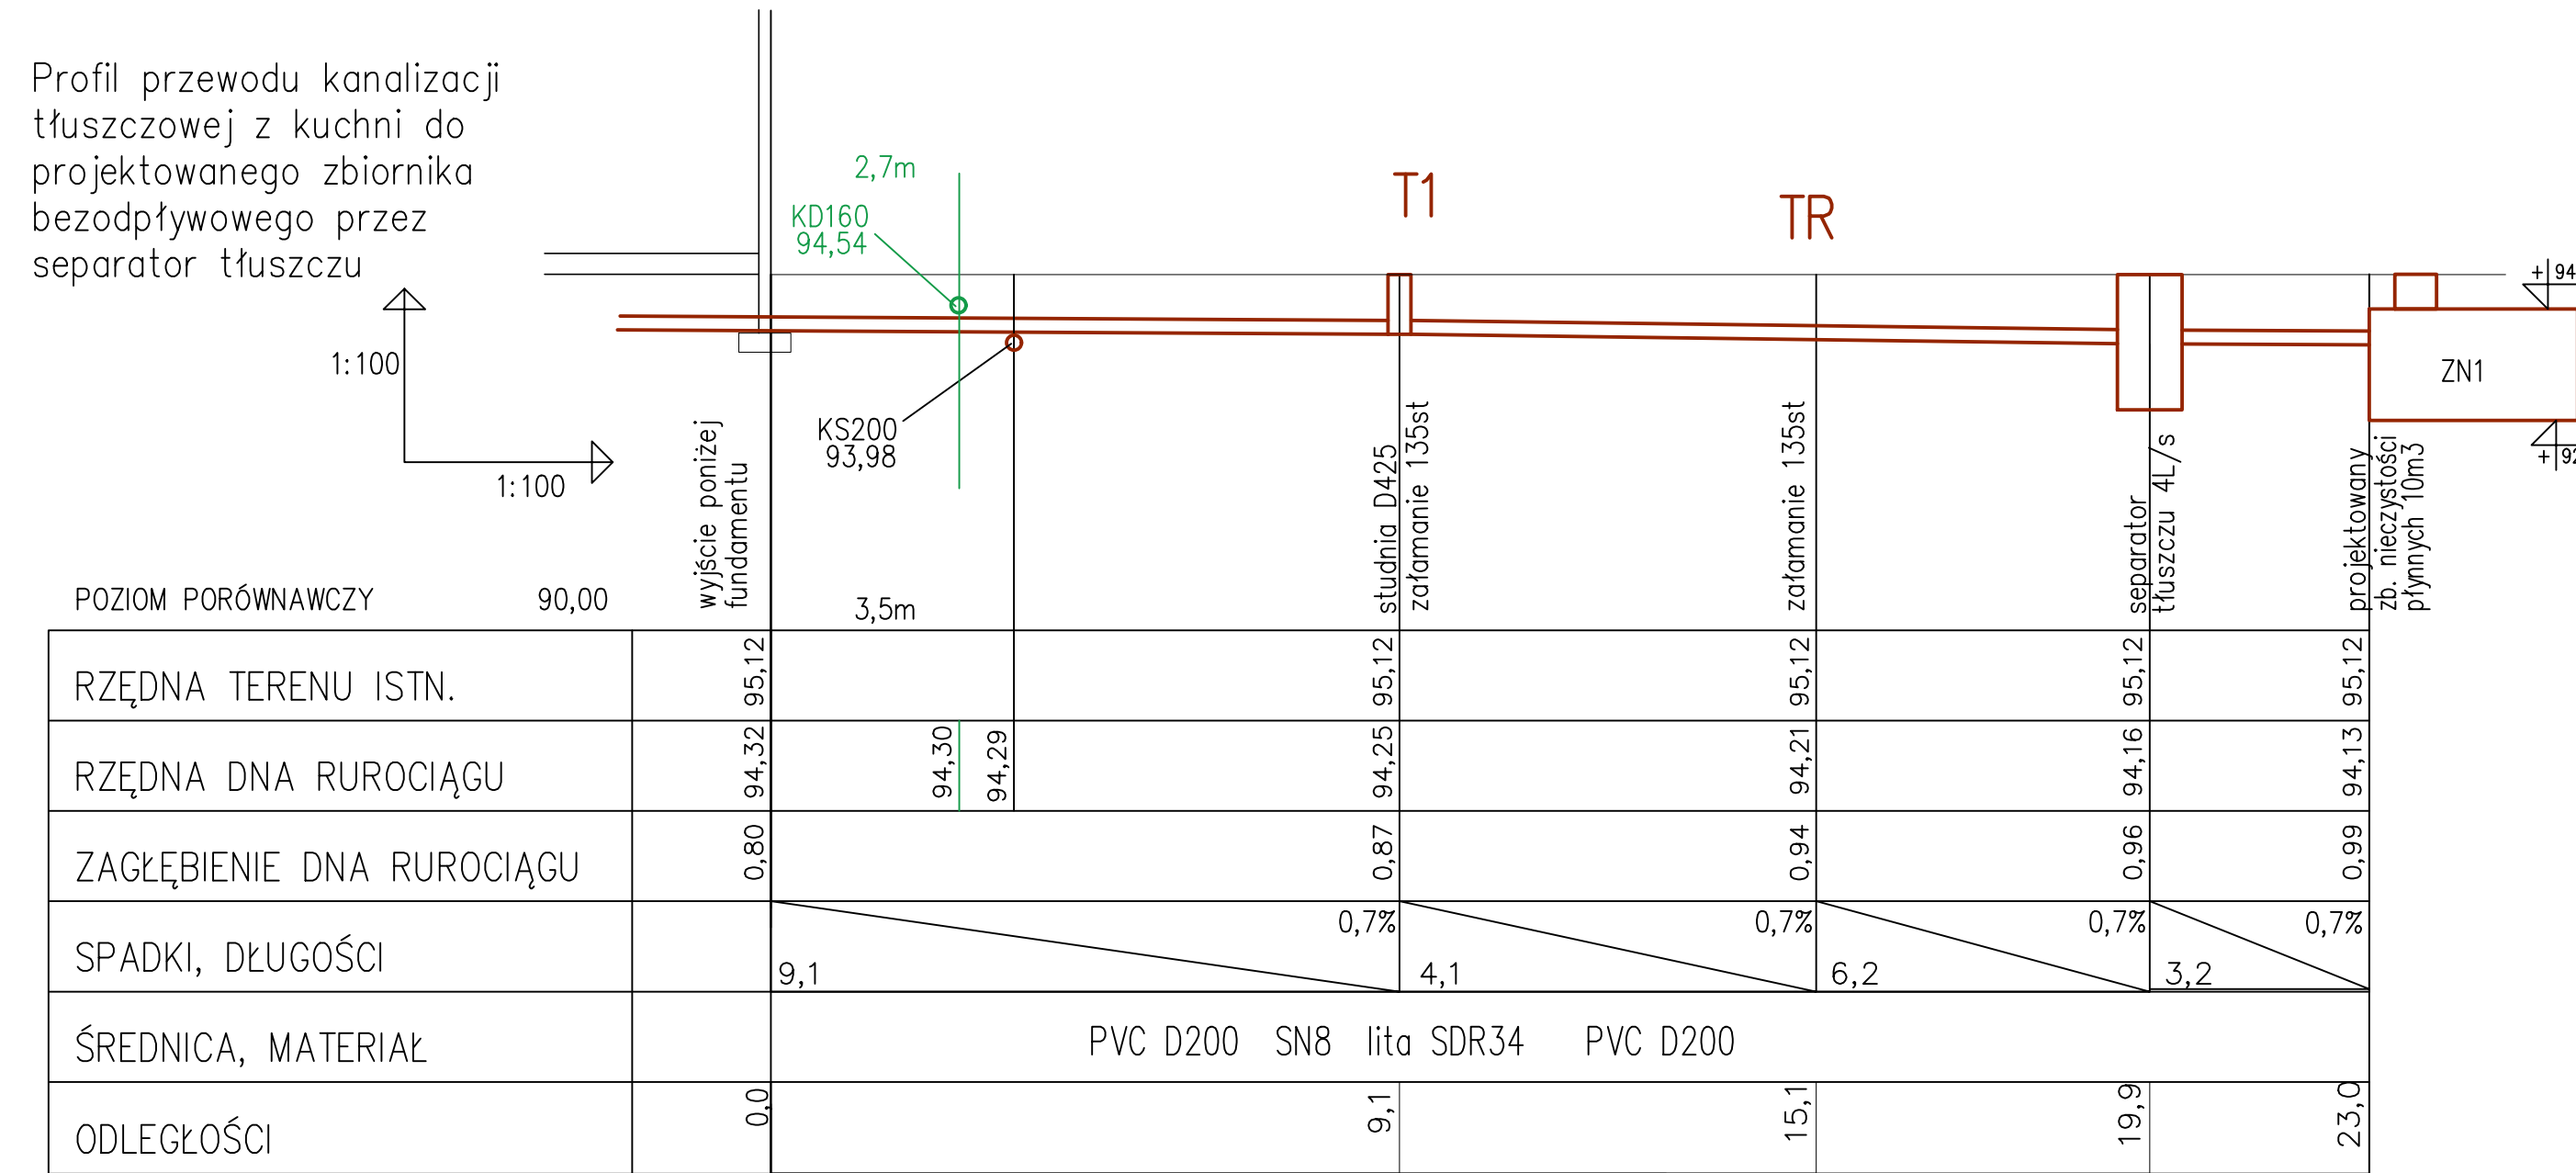 Profil przewodu kanalizacji
tłuszczowej z kuchni do
projektowanego zbiornika
bezodpływowego przez
separator tłuszczu
1:100
1:100
2,7m
KD160
94,54
KS200
93,98
T1
TR
ZN1
+ 94
+ 92
wyjście poniżej
fundamentu
3,5m
studnia D425
załamanie 135st
załamanie 135st
separator
tłuszczu 4L/s
projektowany
zb. nieczystości
płynnych 10m3
POZIOM PORÓWNAWCZY 90,00
RZĘDNA TERENU ISTN. 95,12 95,12 95,12 95,12 95,12
RZĘDNA DNA RUROCIĄGU 94,32 94,30 94,29 94,25 94,21 94,16 94,13
ZAGŁĘBIENIE DNA RUROCIĄGU 0,80 0,87 0,94 0,96 0,99
SPADKI, DŁUGOŚCI 9,1 0,7% 4,1 0,7% 6,2 0,7% 3,2 0,7%
ŚREDNICA, MATERIAŁ PVC D200 SN8 lita SDR34 PVC D200
ODLEGŁOŚCI 0,0 9,1 15,1 19,9 23,0